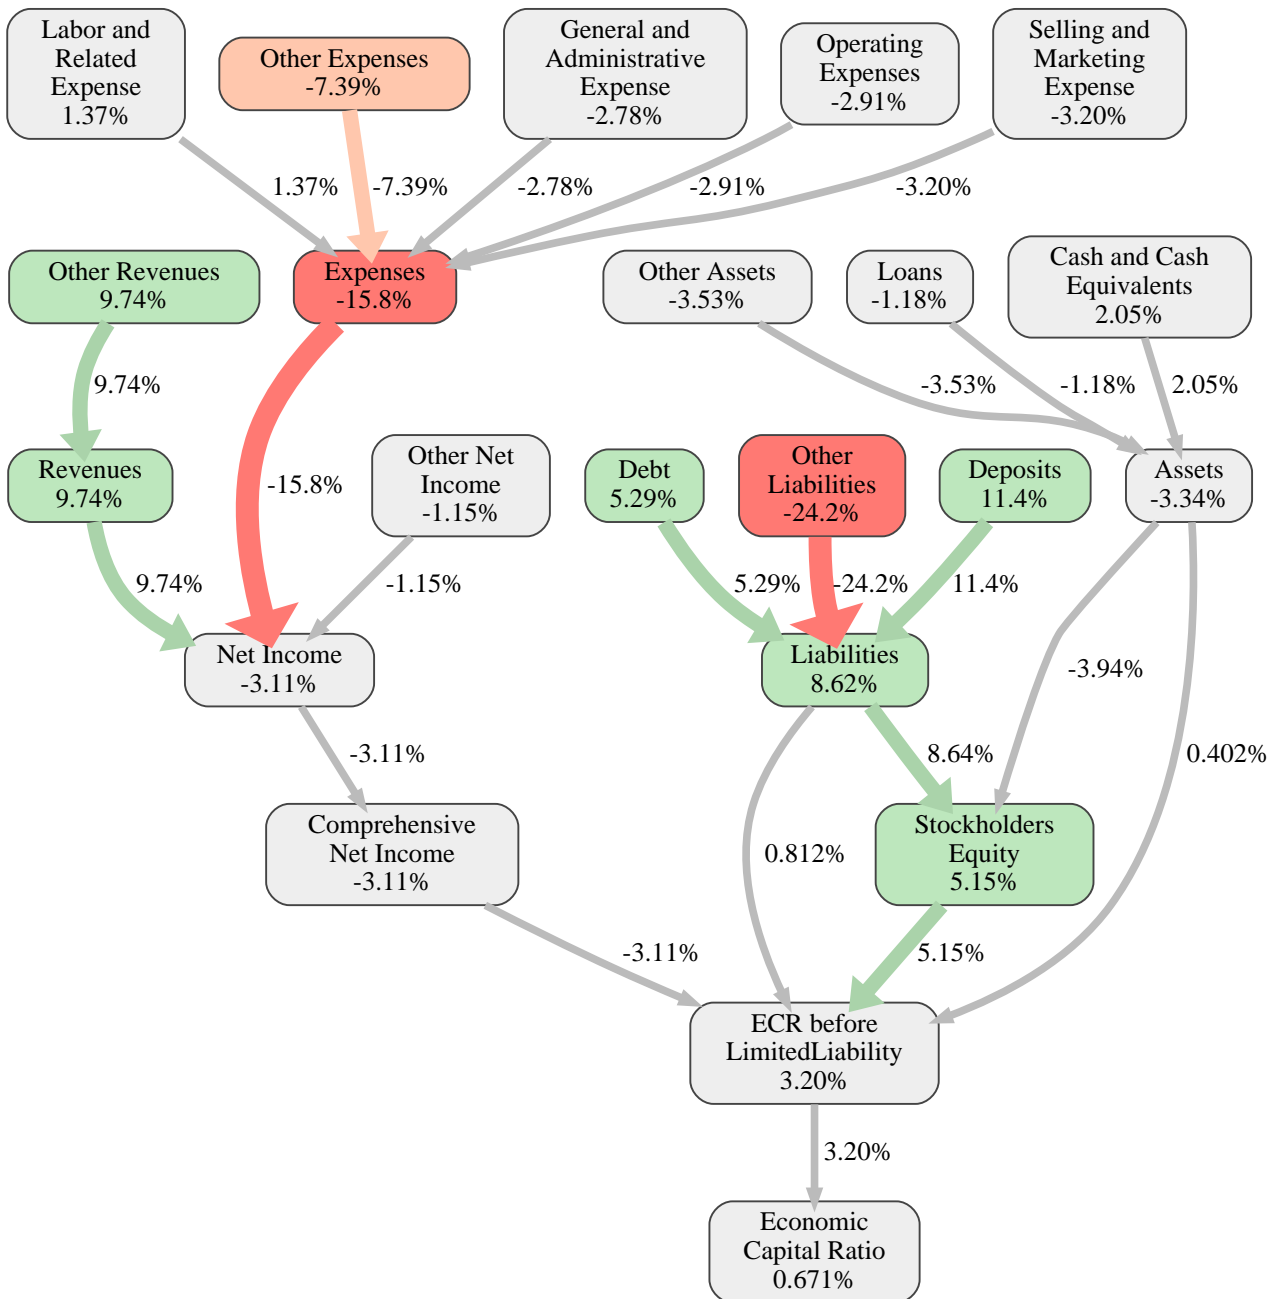 Labor and
Related
Expense
1.37%
Other Expenses
-7.39%
General and
Administrative
Expense
-2.78%
Operating
Expenses
-2.91%
Selling and
Marketing
Expense
-3.20%
1.37%
-7.39%
-2.78%
-2.91%
-3.20%
Other Revenues
9.74%
Expenses
-15.8%
Other Assets
-3.53%
Loans
-1.18%
Cash and Cash
Equivalents
2.05%
9.74%
-3.53%
-1.18%
2.05%
Revenues
9.74%
-15.8%
Other Net
Income
-1.15%
Debt
5.29%
Other
Liabilities
-24.2%
Deposits
11.4%
Assets
-3.34%
9.74%
-1.15%
5.29%
-24.2%
11.4%
Net Income
-3.11%
Liabilities
8.62%
-3.94%
-3.11%
8.64%
0.402%
Comprehensive
Net Income
-3.11%
0.812%
Stockholders
Equity
5.15%
-3.11%
5.15%
ECR before
LimitedLiability
3.20%
3.20%
Economic
Capital Ratio
0.671%